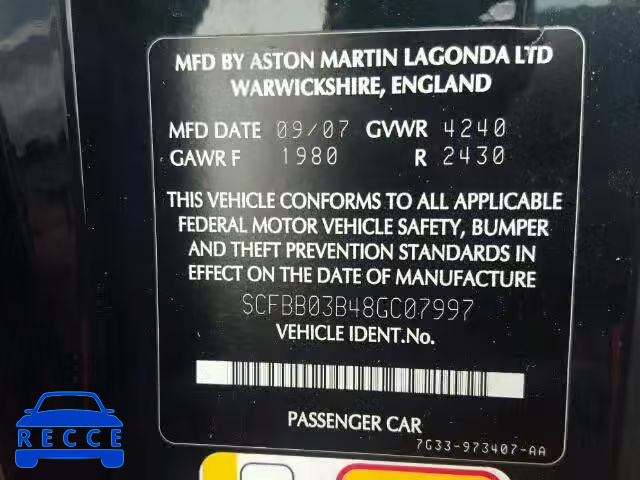 MFD BY ASTON MARTIN LAGONDA LTD
WARWICKSHIRE, ENGLAND
MFD DATE 09/07 GVWR 4240
GAWR F 1980 R 2430
THIS VEHICLE CONFORMS TO ALL APPLICABLE
FEDERAL MOTOR VEHICLE SAFETY, BUMPER
AND THEFT PREVENTION STANDARDS IN
EFFECT ON THE DATE OF MANUFACTURE
SCFBB03B48GC07997
VEHICLE IDENT.No.
PASSENGER CAR
7G33-973407-AA
RECCE